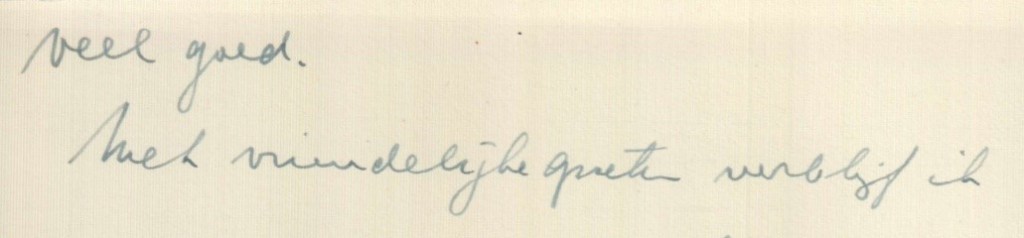 veel goed.
Met vriendelijke groeten verblijf ik